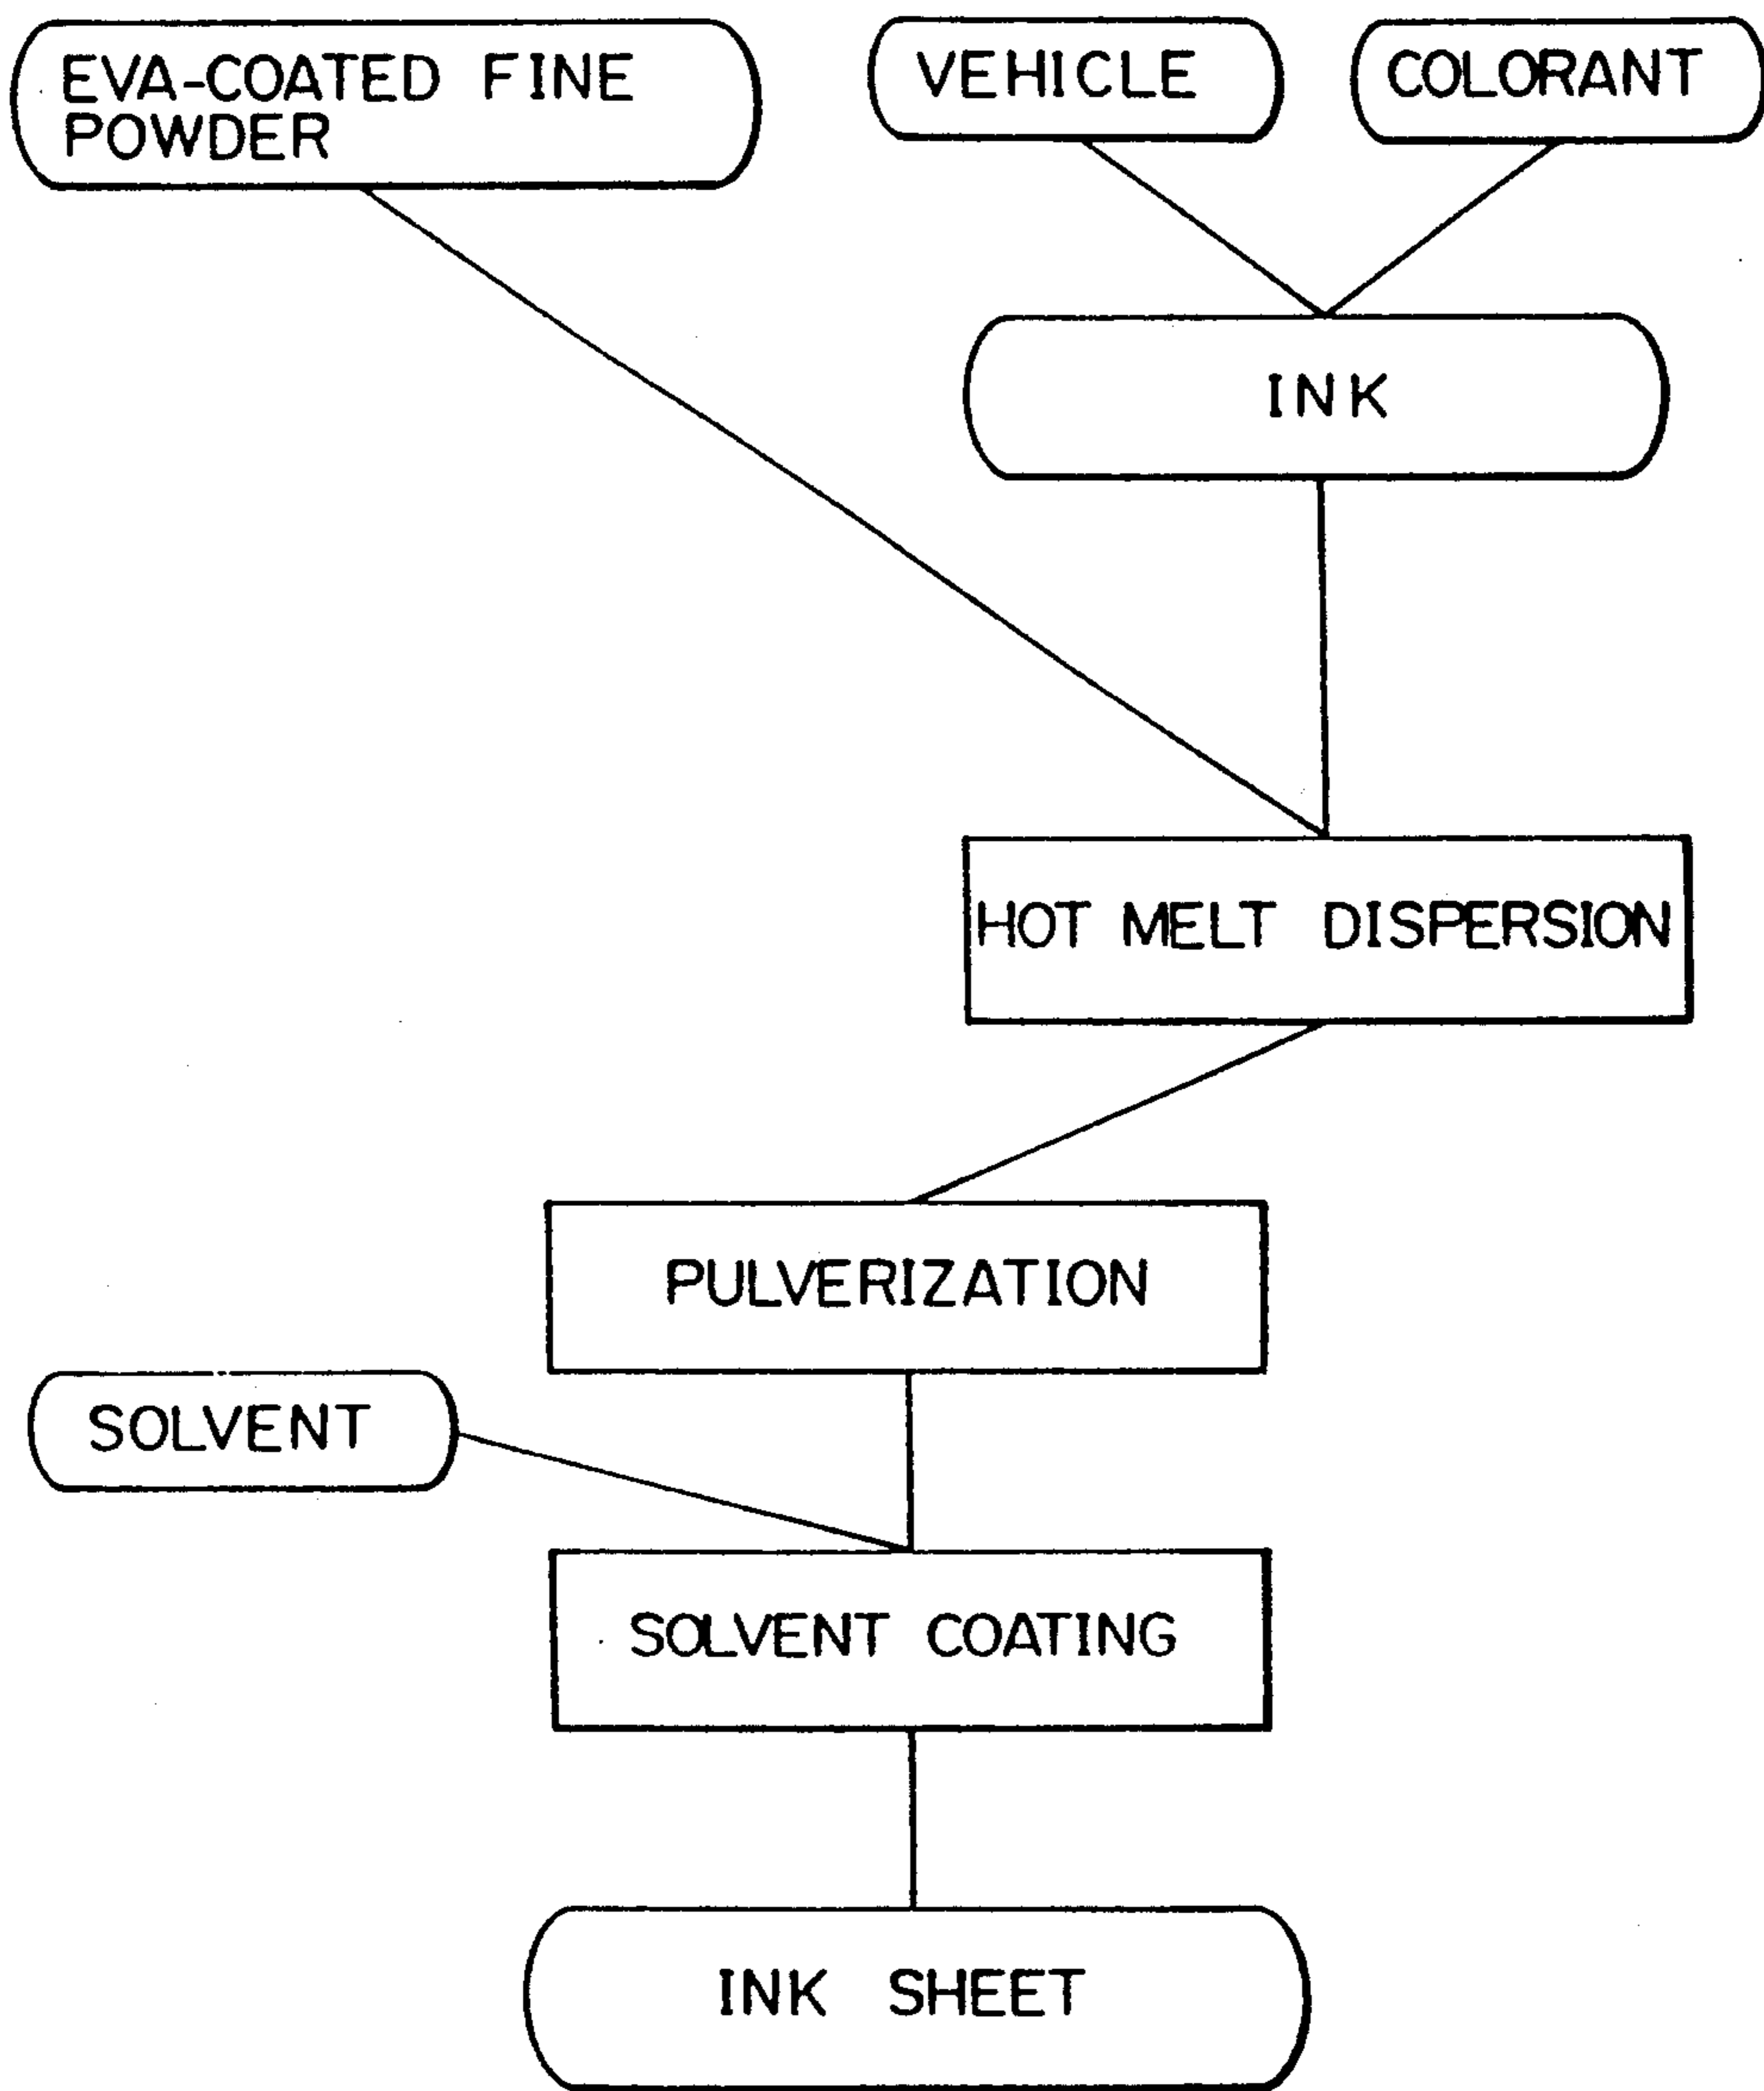 EVA-COATED FINE
POWDER
VEHICLE
COLORANT
INK
HOT MELT DISPERSION
PULVERIZATION
SOLVENT
SOLVENT COATING
INK SHEET